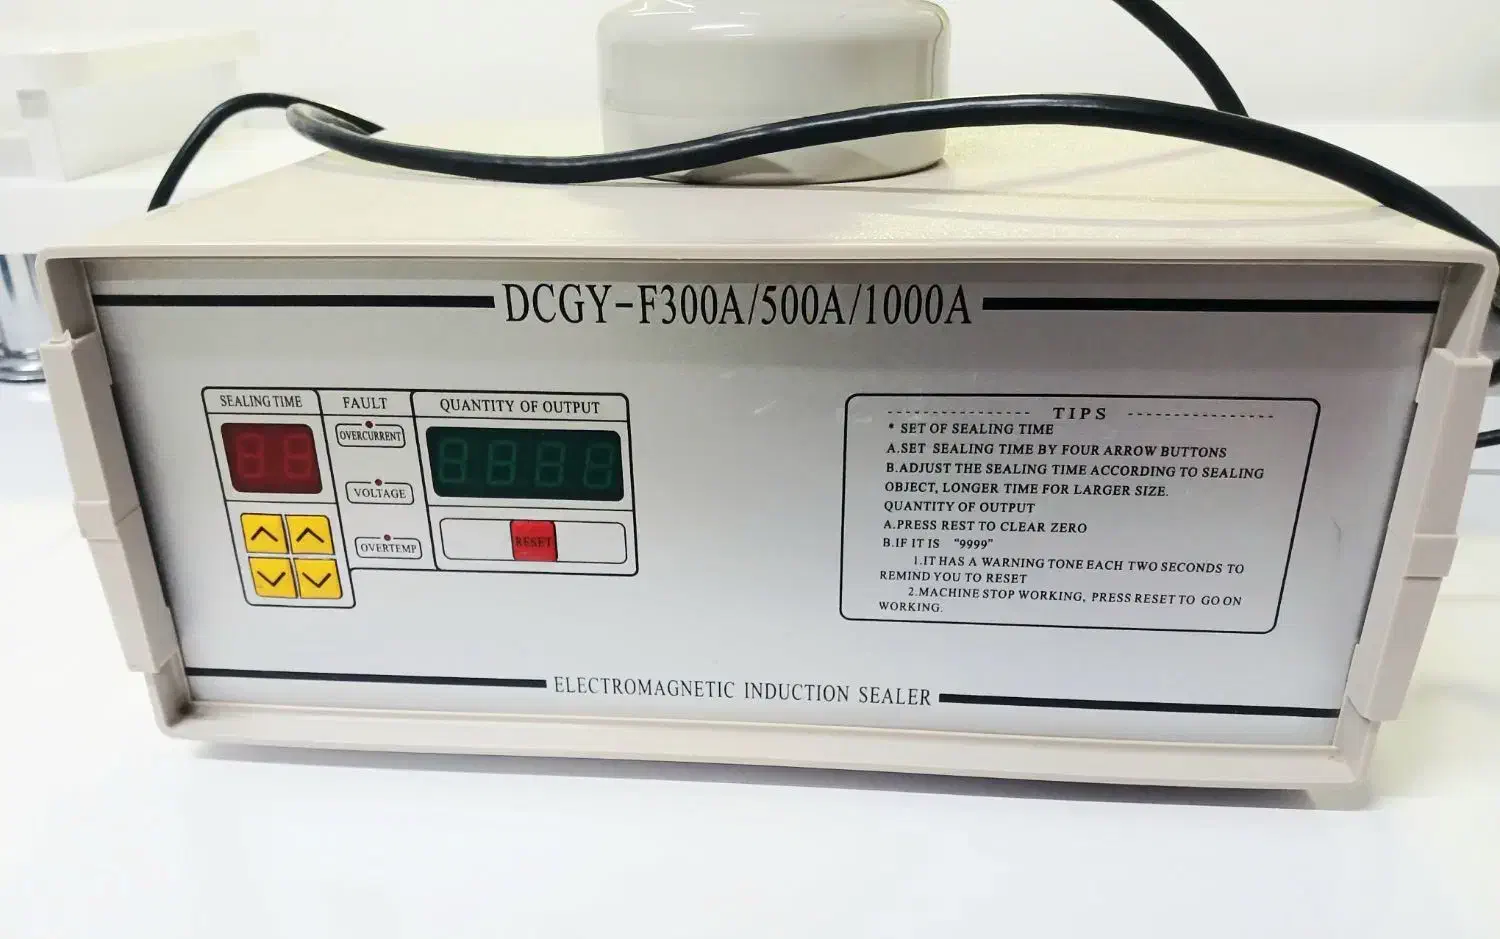 DCGY-F300A/500A/1000A
SEALING TIME
FAULT
QUANTITY OF OUTPUT
OVERCURRENT
VOLTAGE
OVERTEMP
RESET
TIPS
* SET OF SEALING TIME
A.SET SEALING TIME BY FOUR ARROW BUTTONS
B.ADJUST THE SEALING TIME ACCORDING TO SEALING
OBJECT, LONGER TIME FOR LARGER SIZE.
QUANTITY OF OUTPUT
A.PRESS REST TO CLEAR ZERO
B.IF IT IS "9999"
1.IT HAS A WARNING TONE EACH TWO SECONDS TO
REMIND YOU TO RESET
2.MACHINE STOP WORKING, PRESS RESET TO GO ON
WORKING.
ELECTROMAGNETIC INDUCTION SEALER